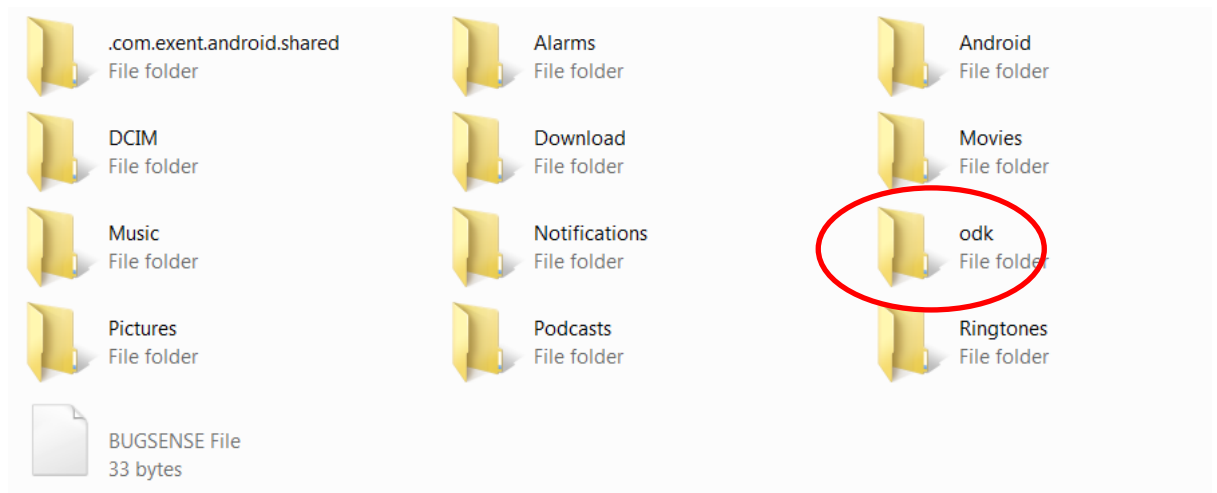 .com.exent.android.shared
File folder
Alarms
File folder
Android
File folder
DCIM
File folder
Download
File folder
Movies
File folder
Music
File folder
Notifications
File folder
odk
File folder
Pictures
File folder
Podcasts
File folder
Ringtones
File folder
BUGSENSE File
33 bytes